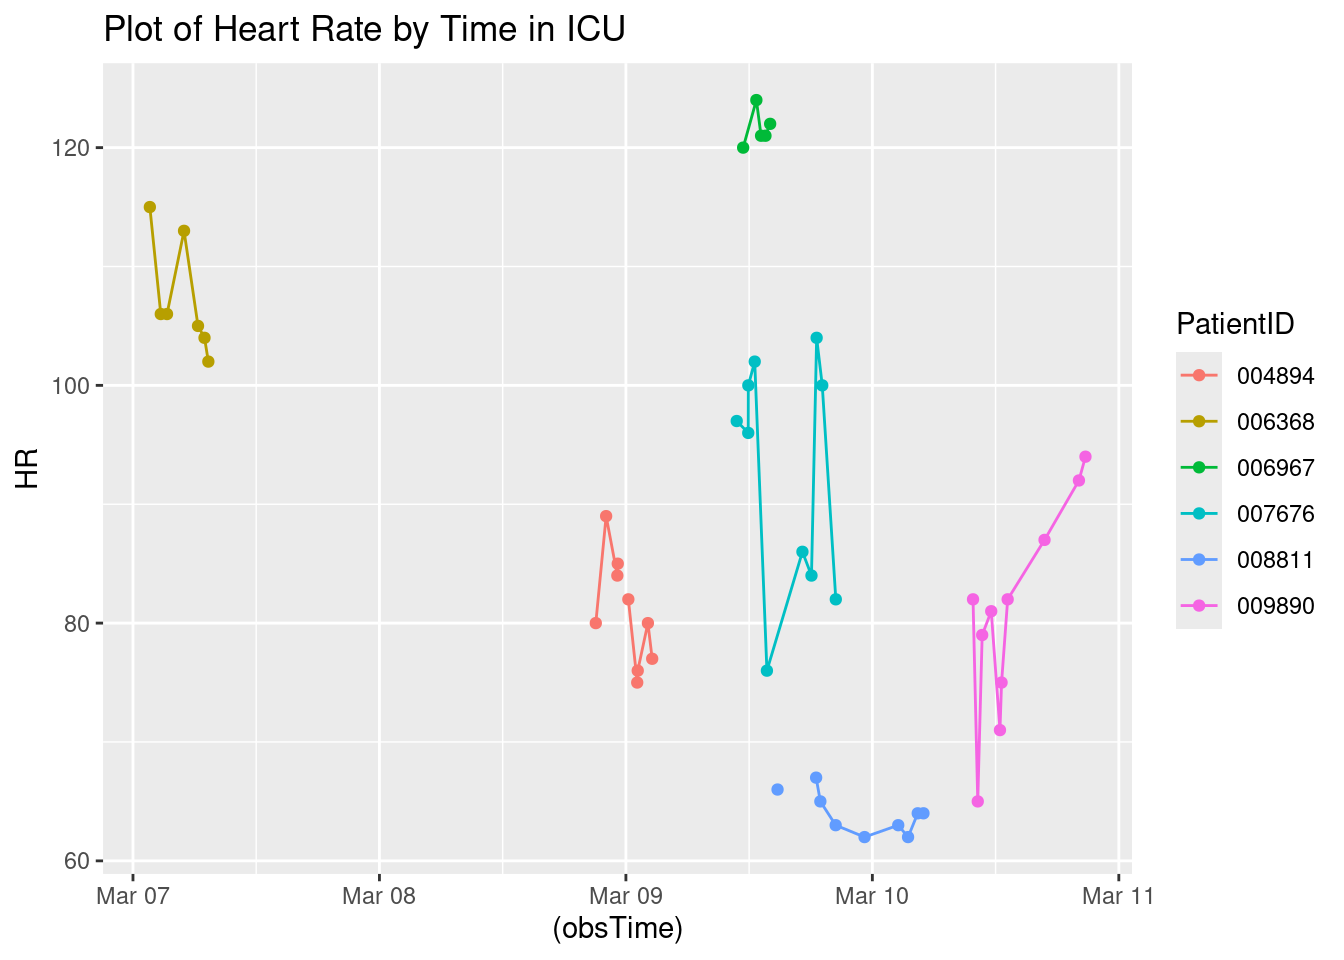 Plot of Heart Rate by Time in ICU
HR
120
100
80
60
Mar 07 Mar 08 Mar 09 Mar 10 Mar 11
(obsTime)
PatientID
004894
006368
006967
007676
008811
009890